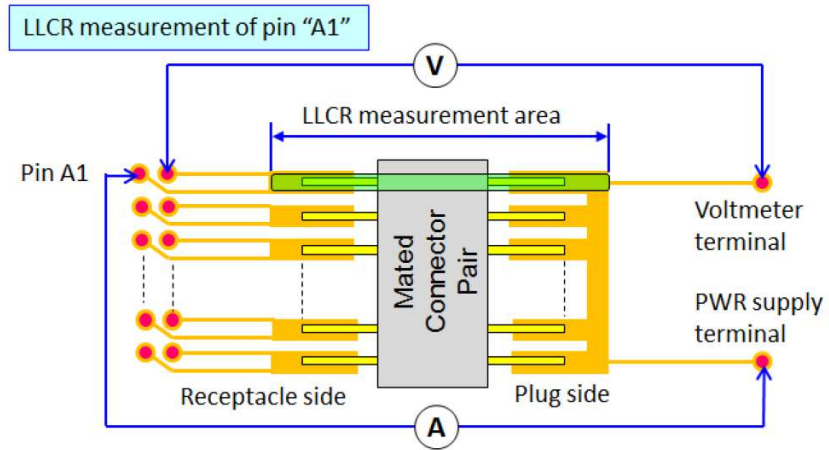 LLCR measurement of pin “A1”
V
LLCR measurement area
Pin A1
Voltmeter
terminal
Mated
Connector
Pair
PWR supply
terminal
Receptacle side
Plug side
A